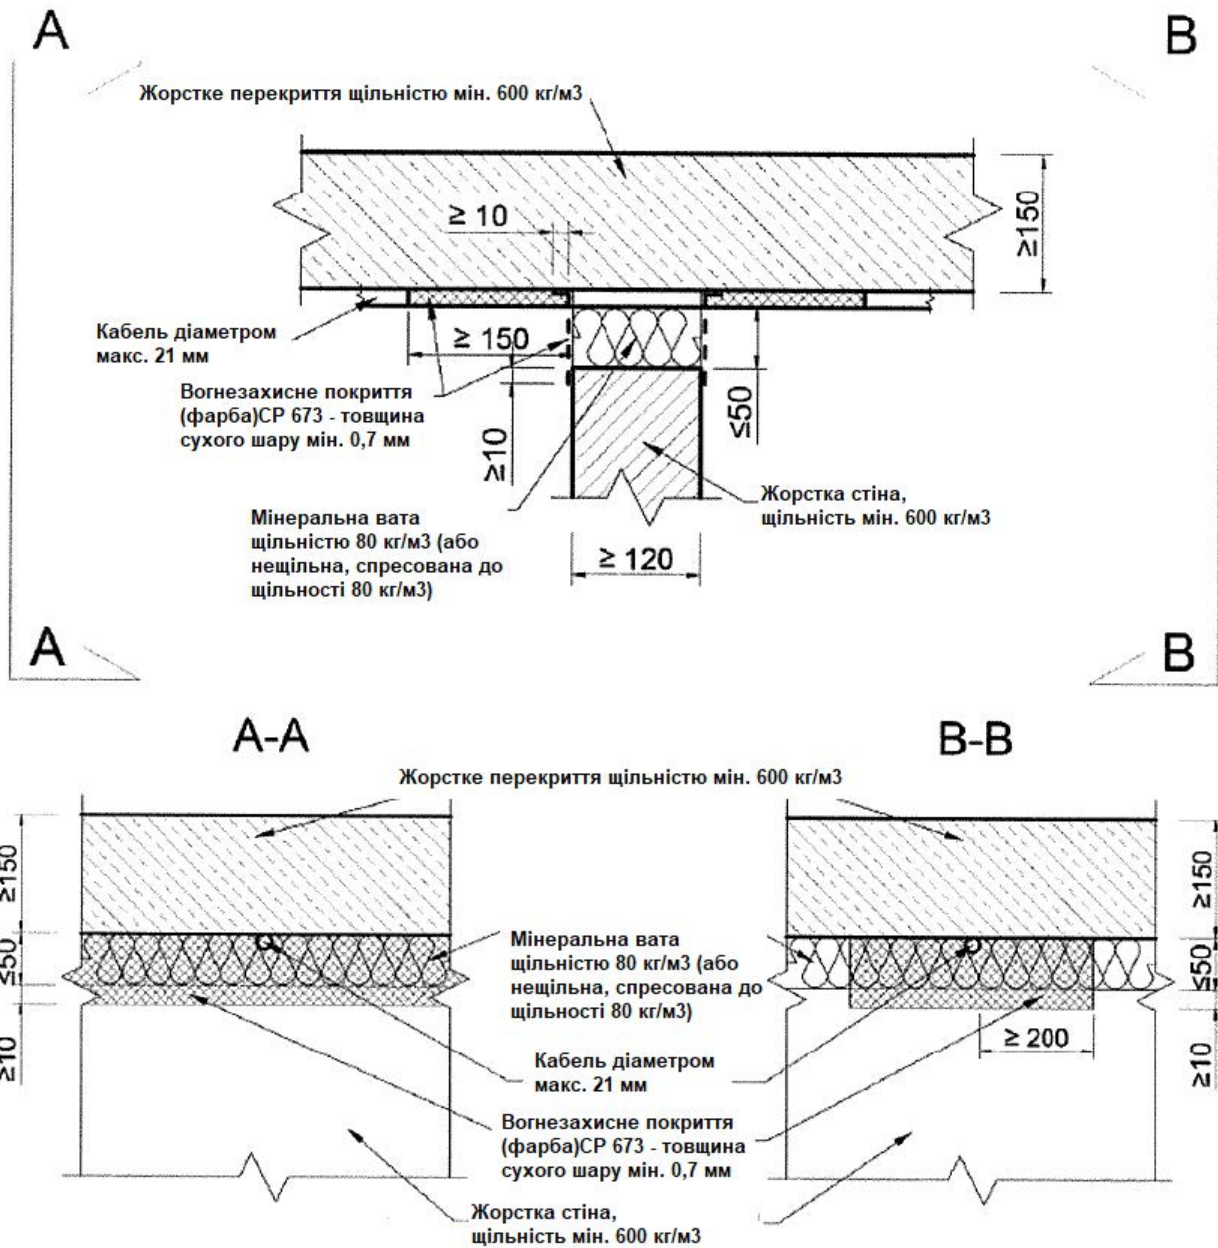 A
B
Жорстке перекриття щільністю мін. 600 кг/м3
≥ 10
≥150
Кабель діаметром
макс. 21 мм
≥ 150
Вогнезахисне покриття
(фарба)СР 673 - товщина
сухого шару мін. 0,7 мм
≥10
≤50
Жорстка стіна,
щільність мін. 600 кг/м3
Мінеральна вата
щільністю 80 кг/м3 (або
нещільна, спресована до
щільності 80 кг/м3)
≥ 120
A
B
A-A
B-B
Жорстке перекриття щільністю мін. 600 кг/м3
≥150
≥150
≤50
≤50
Мінеральна вата
щільністю 80 кг/м3 (або
нещільна, спресована до
щільності 80 кг/м3)
≥ 200
≥10
≥10
Кабель діаметром
макс. 21 мм
Вогнезахисне покриття
(фарба)СР 673 - товщина
сухого шару мін. 0,7 мм
Жорстка стіна,
щільність мін. 600 кг/м3